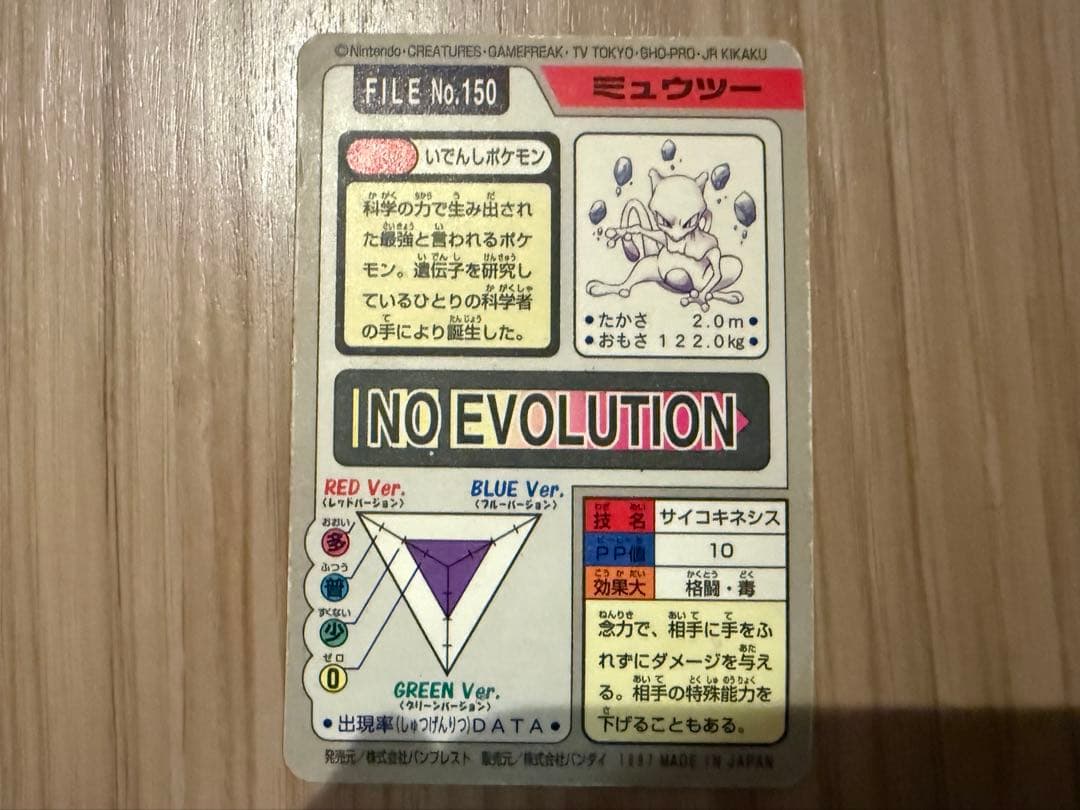 ©Nintendo・CREATURES・GAMEFREAK・TV TOKYO・SHO-PRO・JR KIKAKU
FILE No.150
ミュウツー
いでんしポケモン
科学の力で生み出され
た最強と言われるポケ
モン。遺伝子を研究し
ているひとりの科学者
の手により誕生した。
•たかさ 2.0m•
•おもさ 122.0kg•
NO EVOLUTION
RED Ver.
(レッドバージョン)
BLUE Ver.
(ブルーバージョン)
おおい
多
ふつう
普
すくない
少
ゼロ
0
GREEN Ver.
(グリーンバージョン)
•出現率(しゅつげんりつ)DATA•
技名 サイコキネシス
PP値 10
効果大 格闘・毒
念力で、相手に手をふ
れずにダメージを与え
る。相手の特殊能力を
下げることもある。
発売元/株式会社バンプレスト 販売元/株式会社バンダイ 1997 MADE IN JAPAN